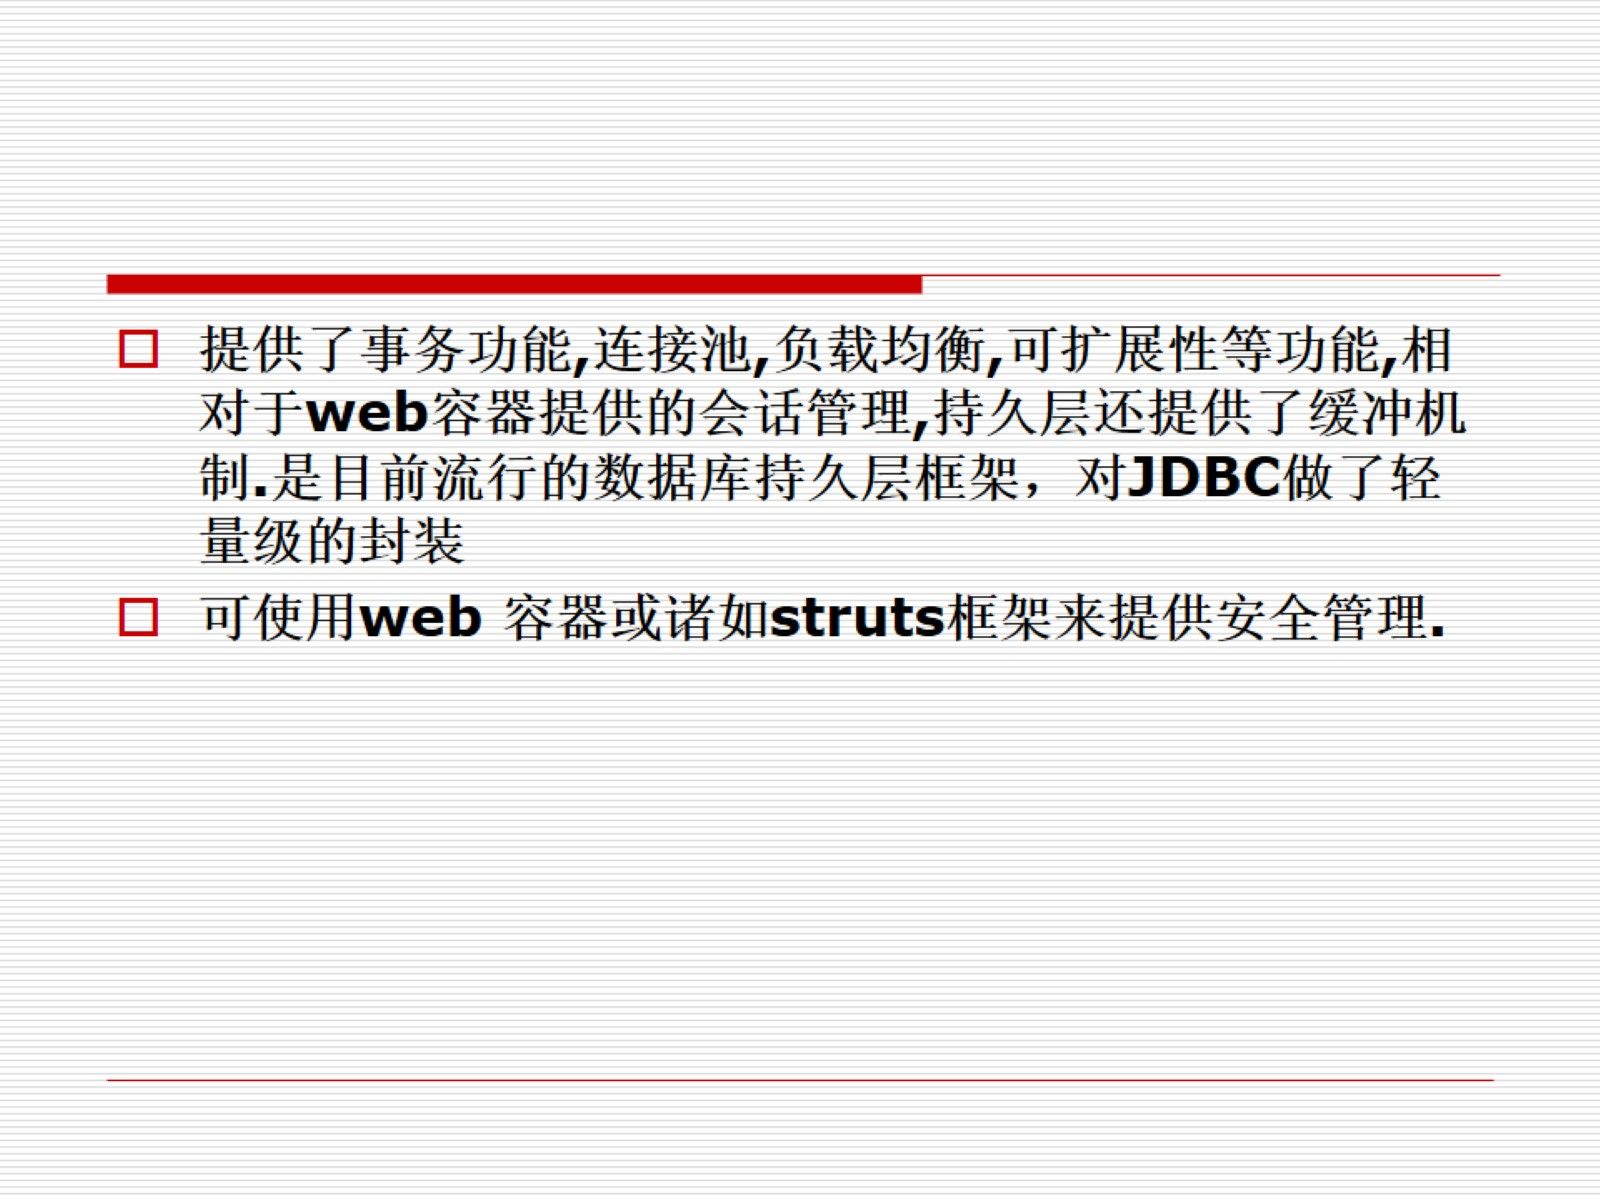 提供了事务功能,连接池,负载均衡,可扩展性等功能,相
对于web容器提供的会话管理,持久层还提供了缓冲机
制.是目前流行的数据库持久层框架，对JDBC做了轻
量级的封装
可使用web 容器或诸如struts框架来提供安全管理.